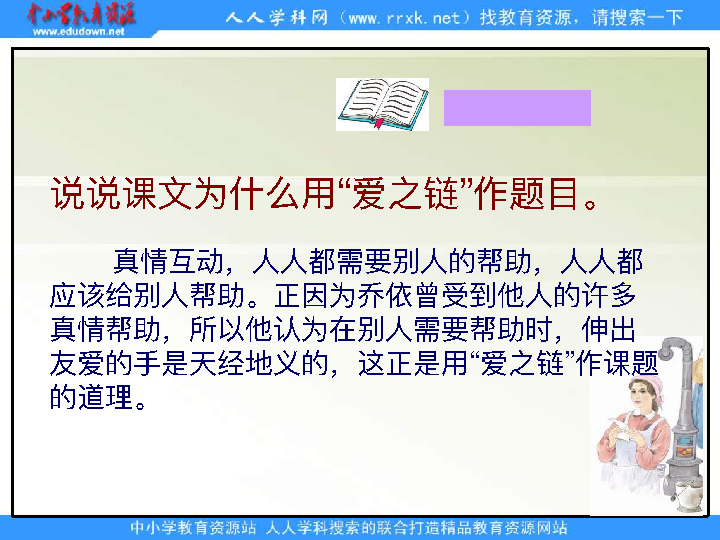 中小学教育资源
www.edudown.net
人人学科网（www.rrxk.net）找教育资源，请搜索一下
说说课文为什么用“爱之链”作题目。
真情互动，人人都需要别人的帮助，人人都
应该给别人帮助。正因为乔依曾受到他人的许多
真情帮助，所以他认为在别人需要帮助时，伸出
友爱的手是天经地义的，这正是用“爱之链”作课题
的道理。
中小学教育资源站 人人学科搜索的联合打造精品教育资源网站